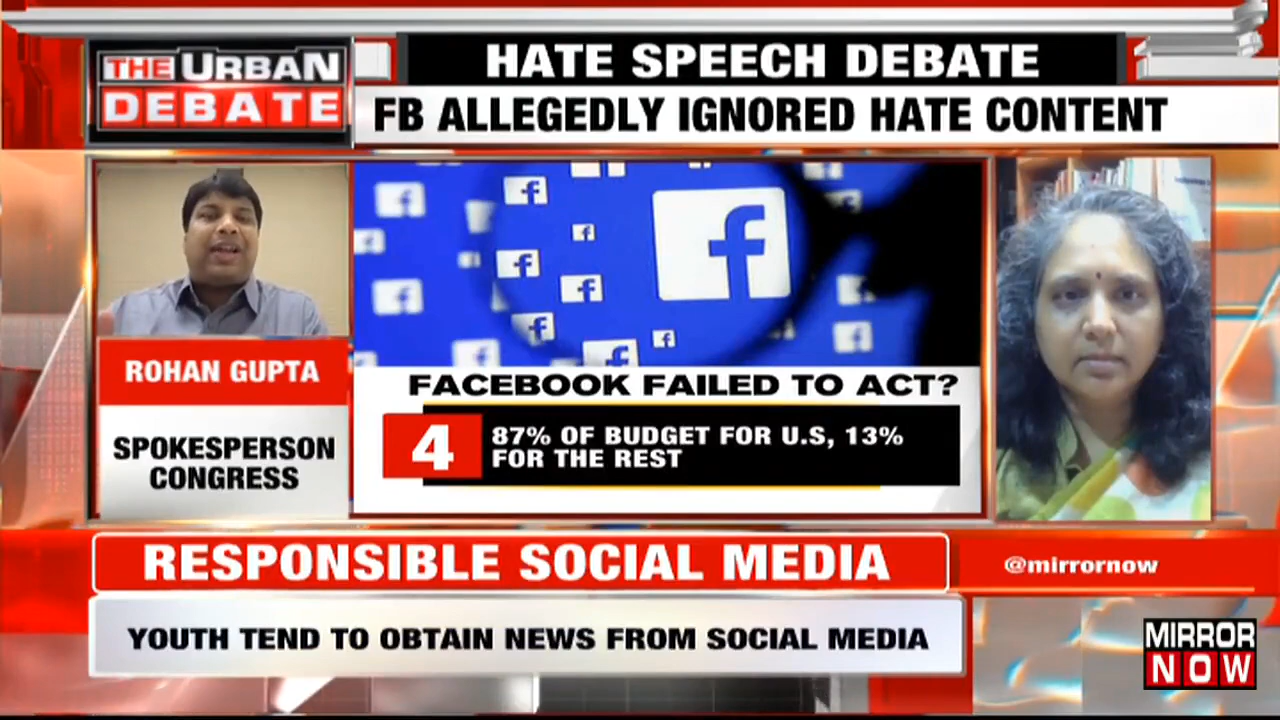 THE URBAN
DEBATE
HATE SPEECH DEBATE
FB ALLEGEDLY IGNORED HATE CONTENT
ROHAN GUPTA
SPOKESPERSON
CONGRESS
FACEBOOK FAILED TO ACT?
4
87% OF BUDGET FOR U.S, 13%
FOR THE REST
RESPONSIBLE SOCIAL MEDIA
@mirrornow
YOUTH TEND TO OBTAIN NEWS FROM SOCIAL MEDIA
MIRROR
NOW